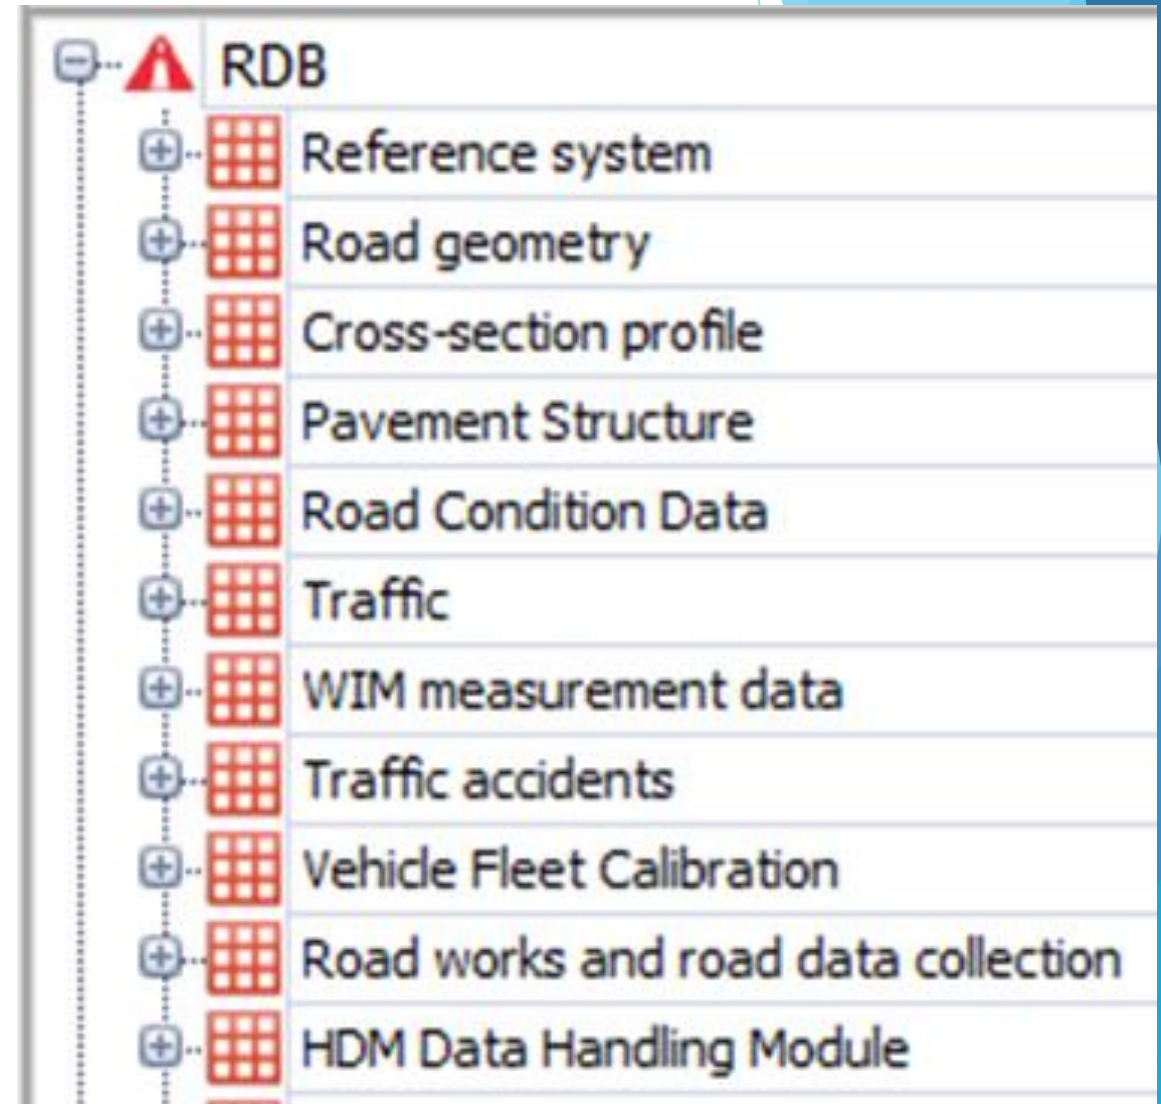 RDB
Reference system
Road geometry
Cross-section profile
Pavement Structure
Road Condition Data
Traffic
WIM measurement data
Traffic accidents
Vehicle Fleet Calibration
Road works and road data collection
HDM Data Handling Module